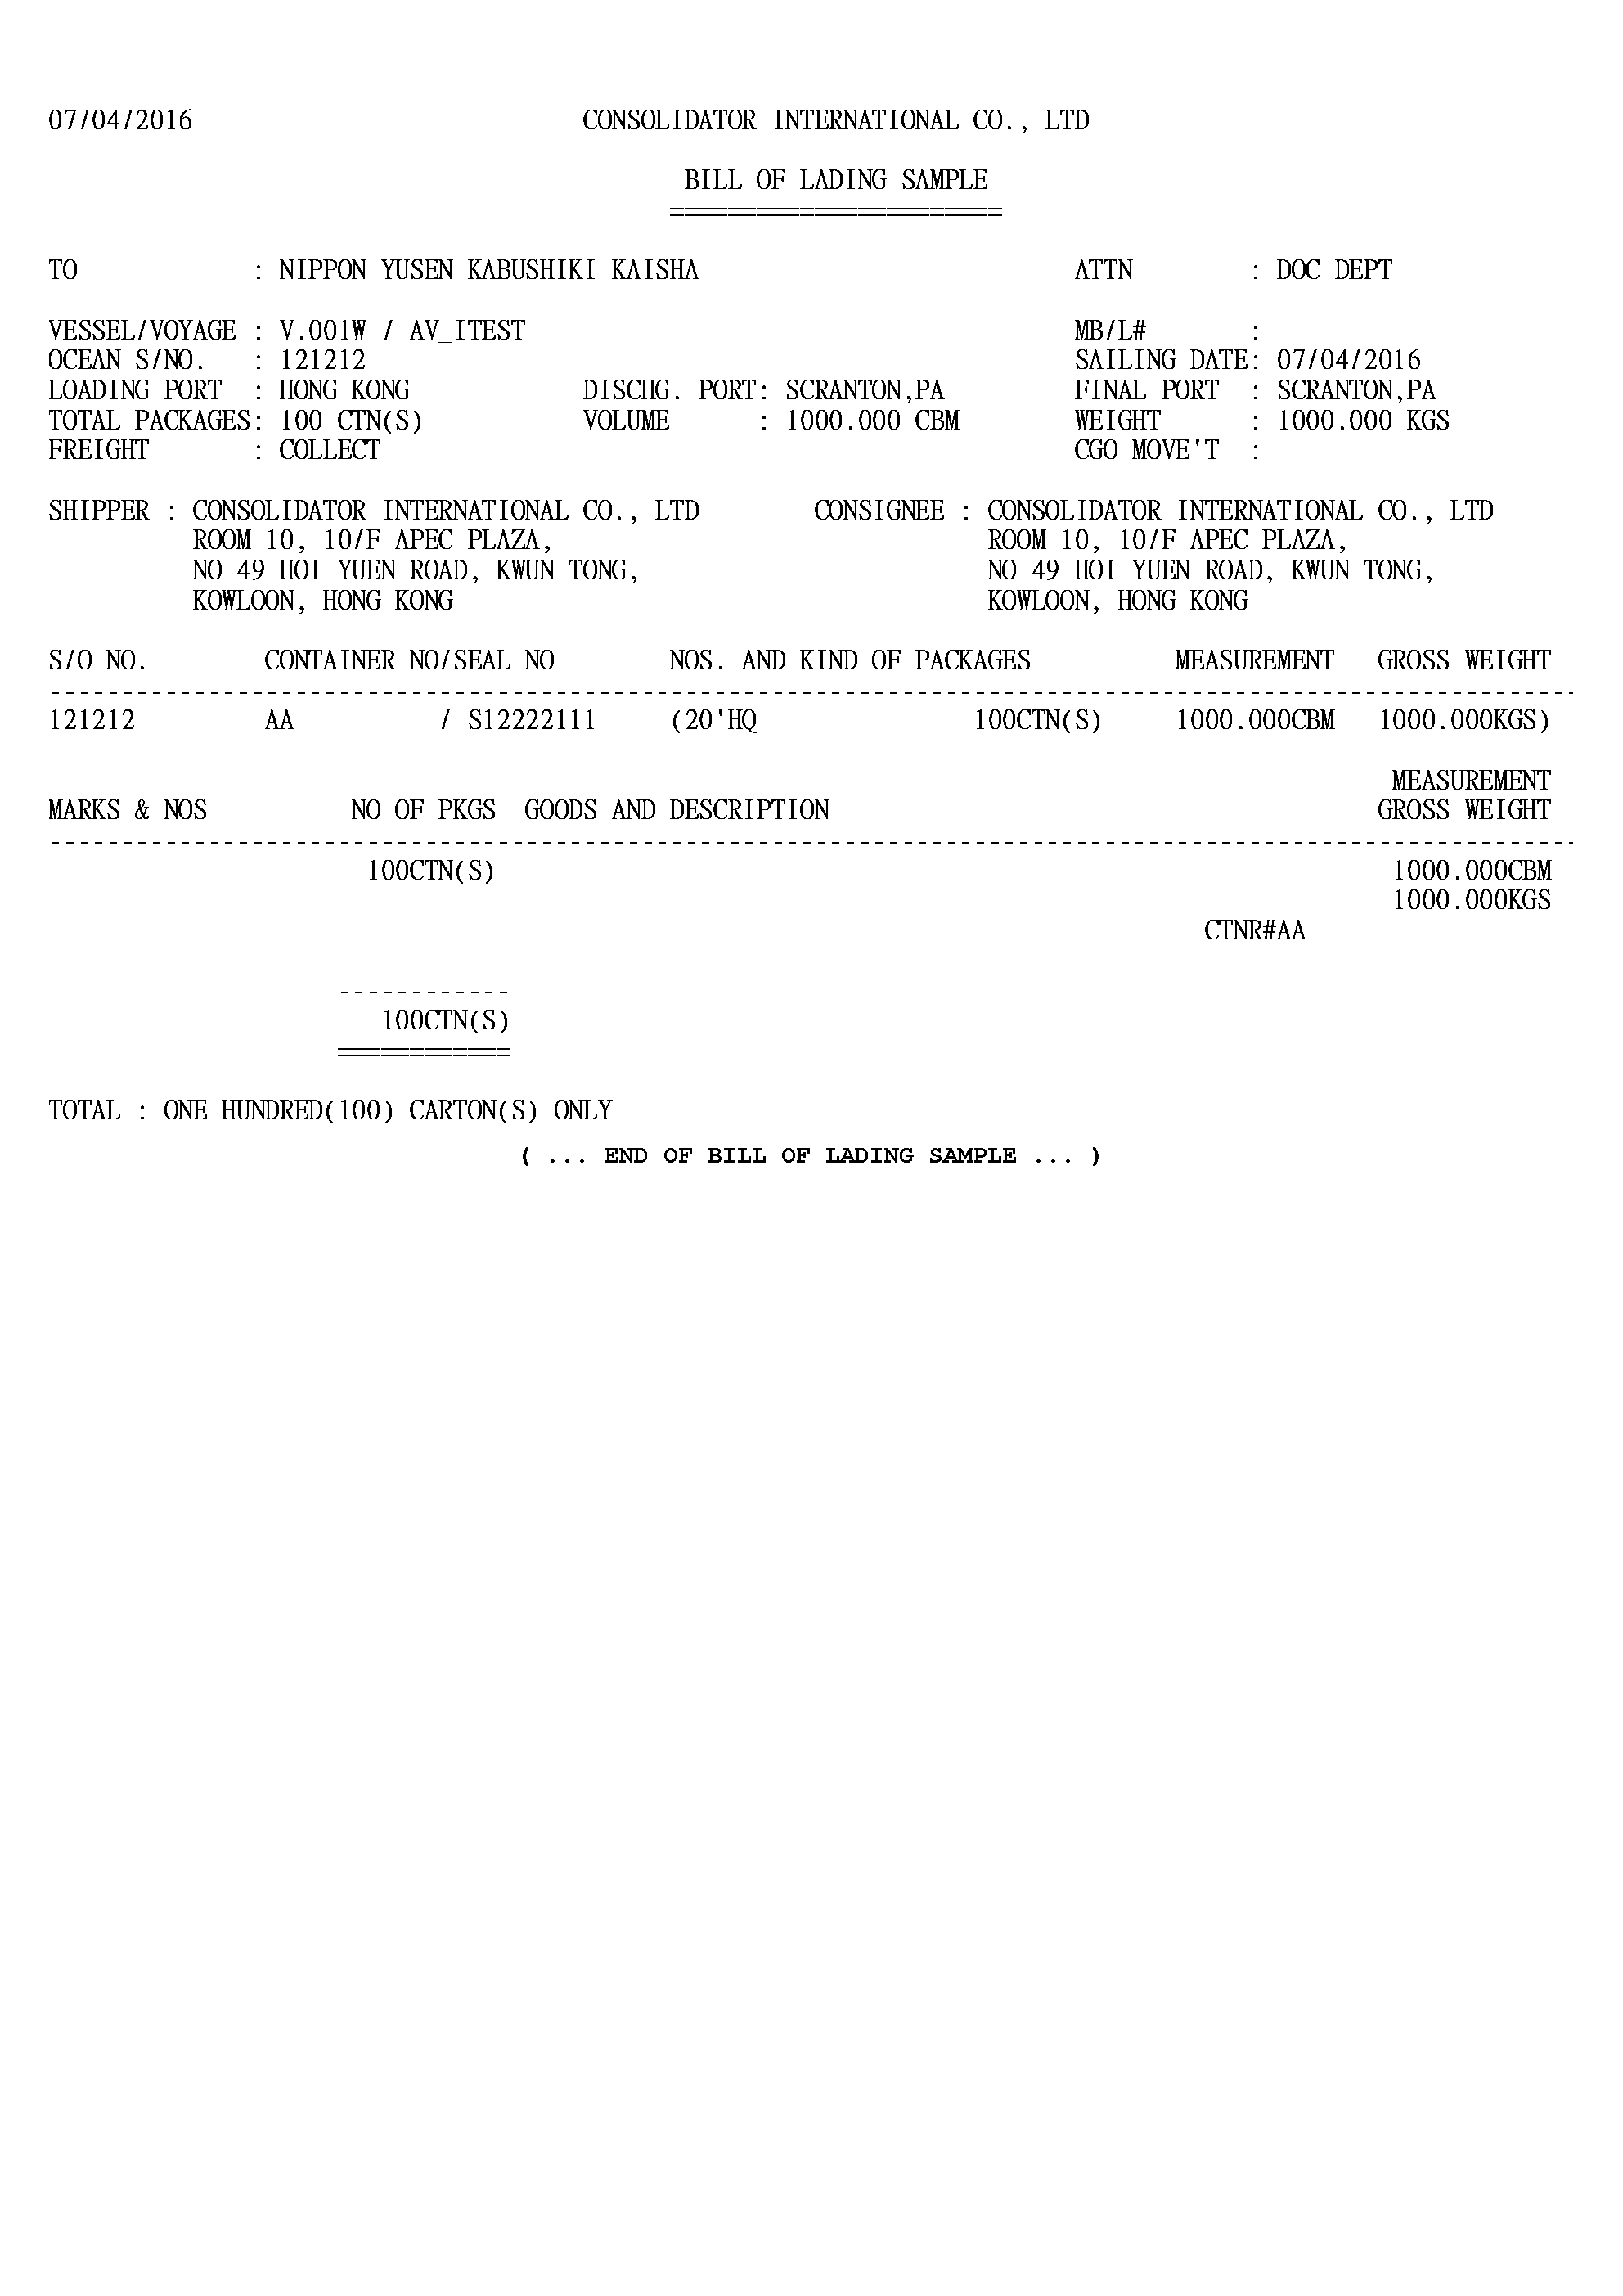 07/04/2016 CONSOLIDATOR INTERNATIONAL CO., LTD
BILL OF LADING SAMPLE
=======================
TO : NIPPON YUSEN KABUSHIKI KAISHA ATTN : DOC DEPT
VESSEL/VOYAGE : V.001W / AV_ITEST MB/L# :
OCEAN S/NO. : 121212 SAILING DATE: 07/04/2016
LOADING PORT : HONG KONG DISCHG. PORT: SCRANTON,PA FINAL PORT : SCRANTON,PA
TOTAL PACKAGES: 100 CTN(S) VOLUME : 1000.000 CBM WEIGHT : 1000.000 KGS
FREIGHT : COLLECT CGO MOVE'T :
SHIPPER : CONSOLIDATOR INTERNATIONAL CO., LTD CONSIGNEE : CONSOLIDATOR INTERNATIONAL CO., LTD
ROOM 10, 10/F APEC PLAZA, ROOM 10, 10/F APEC PLAZA,
NO 49 HOI YUEN ROAD, KWUN TONG, NO 49 HOI YUEN ROAD, KWUN TONG,
KOWLOON, HONG KONG KOWLOON, HONG KONG
S/O NO. CONTAINER NO/SEAL NO NOS. AND KIND OF PACKAGES MEASUREMENT GROSS WEIGHT
----------------------------------------------------------------------------------------------------------
121212 AA / S12222111 (20'HQ 100CTN(S) 1000.000CBM 1000.000KGS)
MEASUREMENT
MARKS & NOS NO OF PKGS GOODS AND DESCRIPTION GROSS WEIGHT
----------------------------------------------------------------------------------------------------------
100CTN(S) 1000.000CBM
1000.000KGS
CTNR#AA
------------
100CTN(S)
============
TOTAL : ONE HUNDRED(100) CARTON(S) ONLY
( ... END OF BILL OF LADING SAMPLE ... )